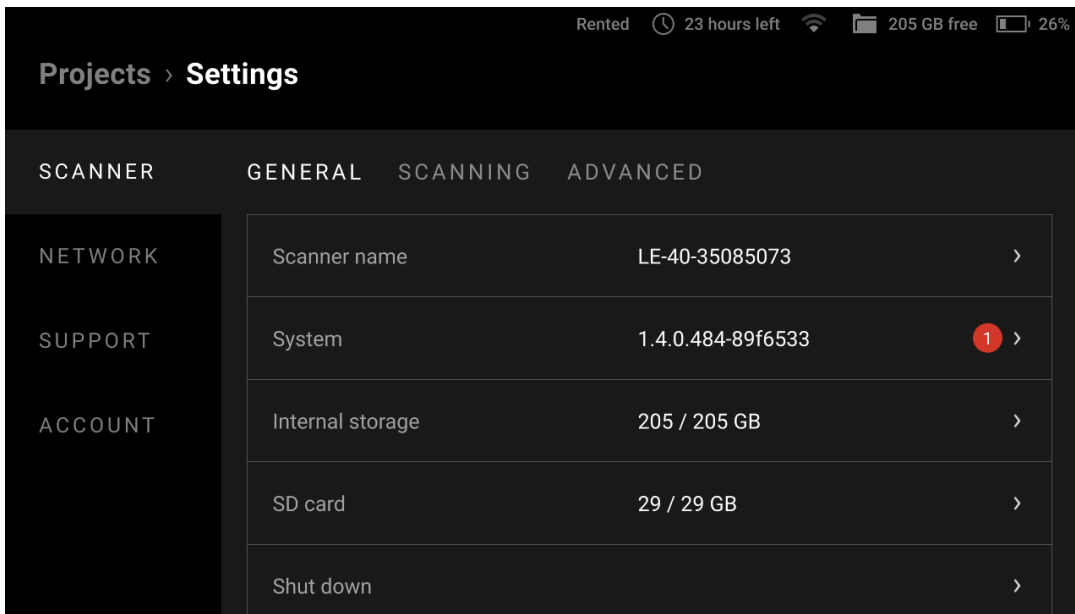 Rented 23 hours left 205 GB free 26%
Projects › Settings
SCANNER
GENERAL SCANNING ADVANCED
NETWORK
SUPPORT
ACCOUNT
Scanner name LE-40-35085073 ›
System 1.4.0.484-89f6533 1 ›
Internal storage 205 / 205 GB ›
SD card 29 / 29 GB ›
Shut down ›